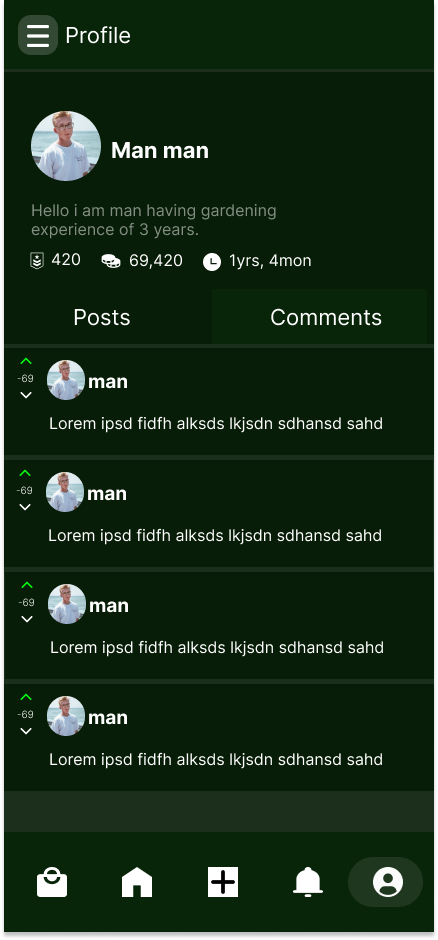 Profile
Man man
Hello i am man having gardening
experience of 3 years.
420 69,420 1yrs, 4mon
Posts Comments
man
-69
Lorem ipsd fidfh alksds lkjsdn sdhansd sahd
man
-69
Lorem ipsd fidfh alksds lkjsdn sdhansd sahd
man
-69
Lorem ipsd fidfh alksds lkjsdn sdhansd sahd
man
-69
Lorem ipsd fidfh alksds lkjsdn sdhansd sahd